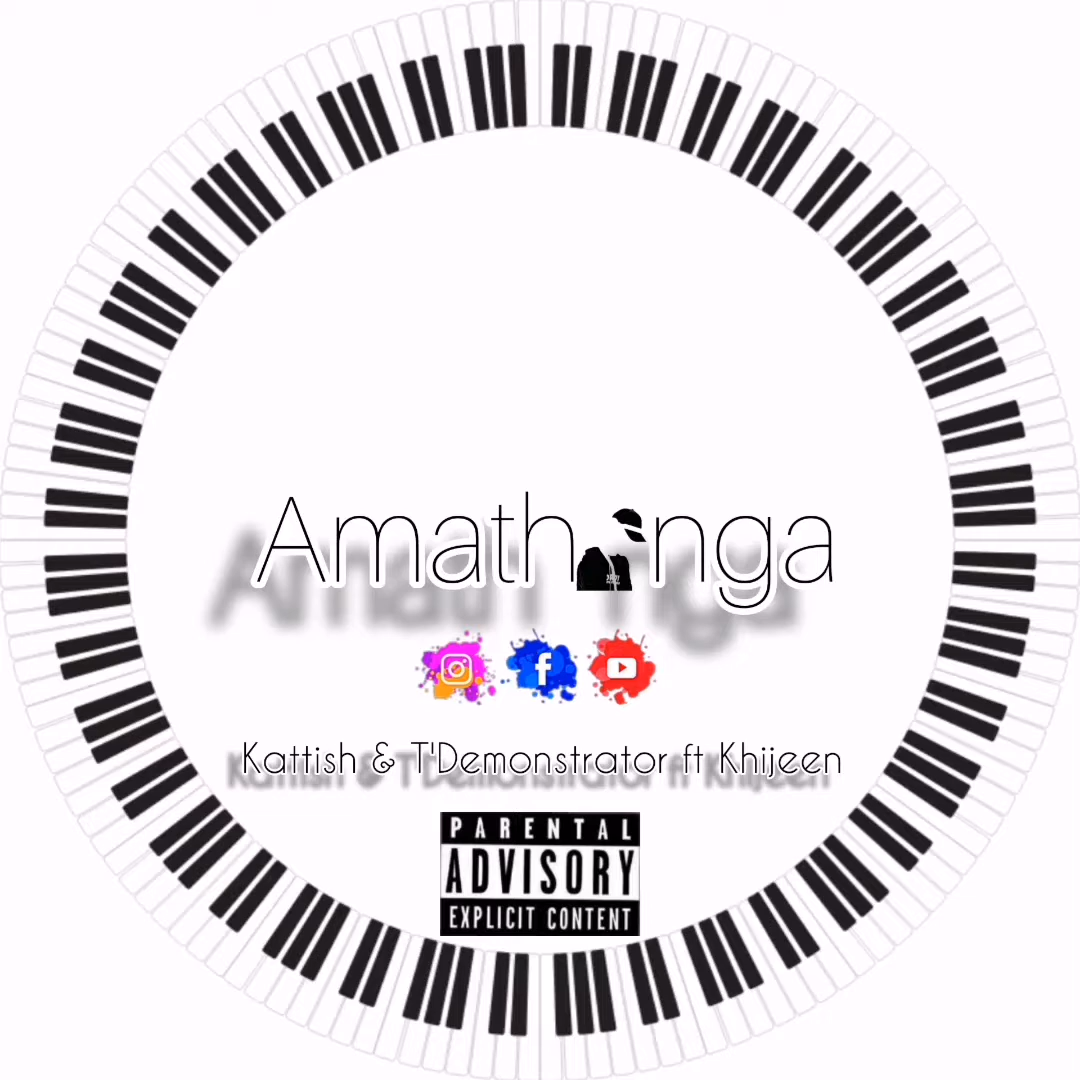 Amathinga
Kattish & T'Demonstrator ft Khijeen
PARENTAL
ADVISORY
EXPLICIT CONTENT